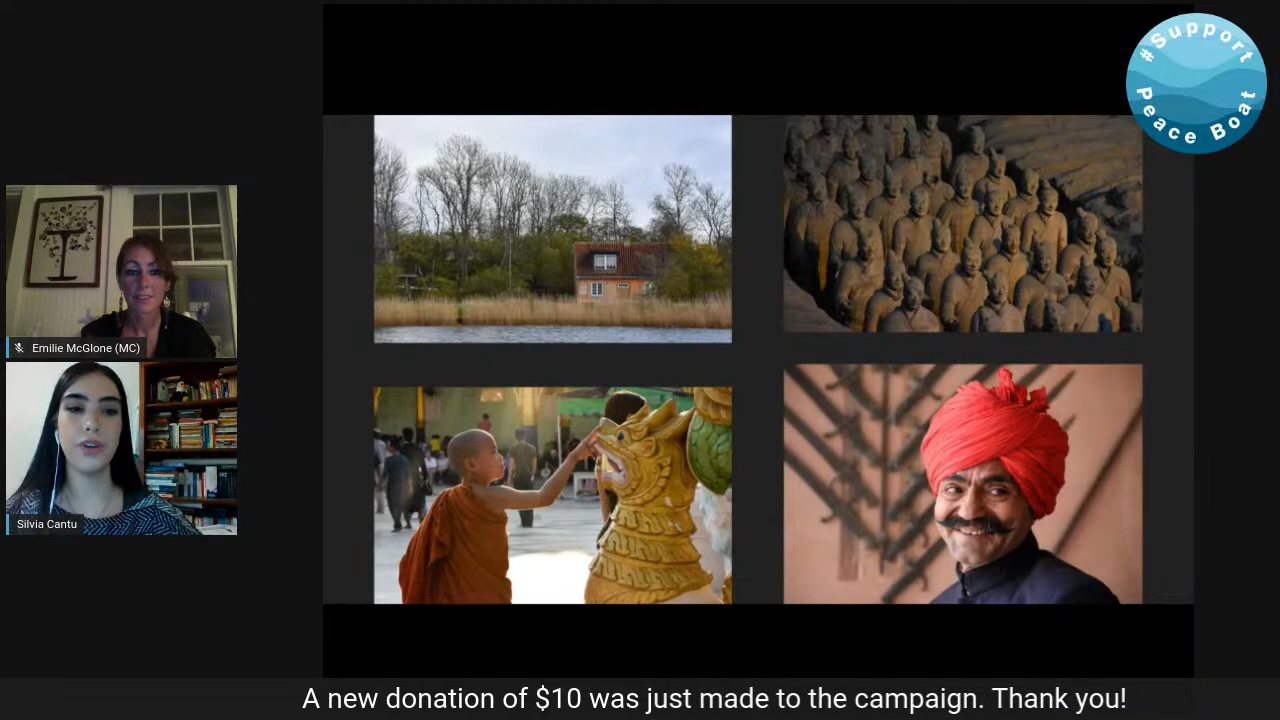 #Support
Peace Boat
Emilie McGlone (MC)
Silvia Cantu
A new donation of $10 was just made to the campaign. Thank you!